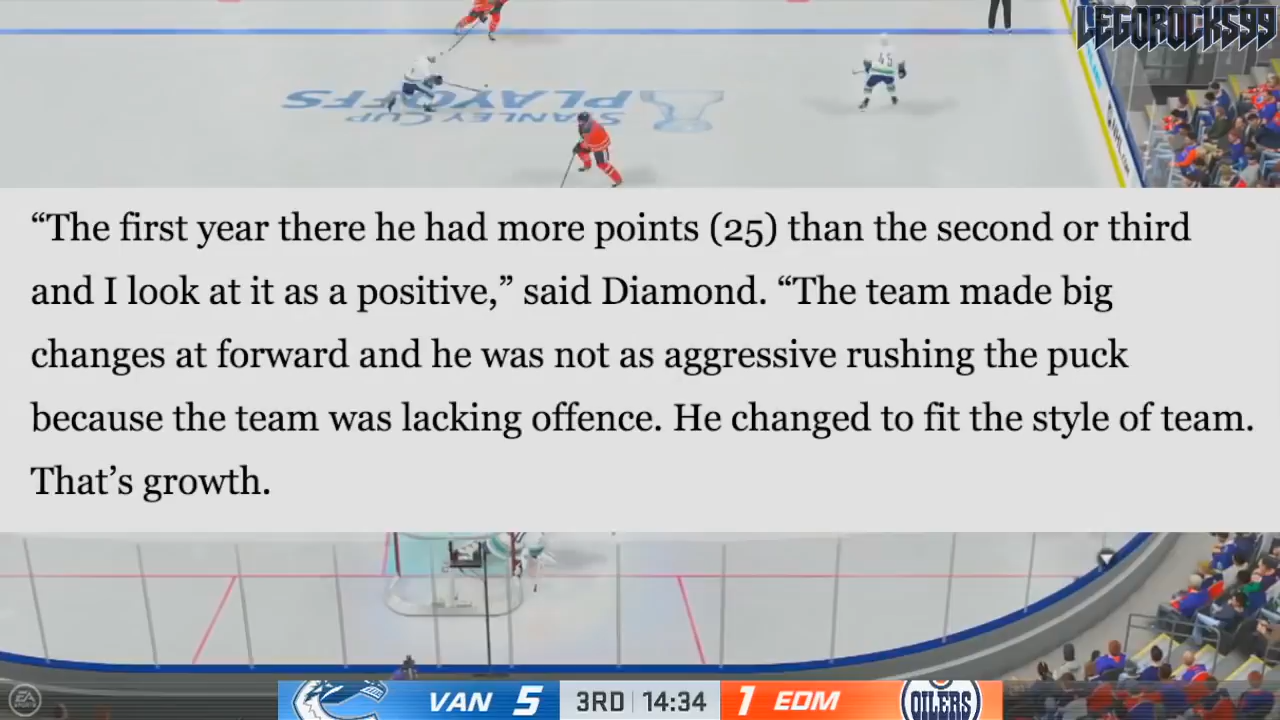 LEGOROCKS99
45
STANLEY CUP
PLAYOFFS
“The first year there he had more points (25) than the second or third
and I look at it as a positive,” said Diamond. “The team made big
changes at forward and he was not as aggressive rushing the puck
because the team was lacking offence. He changed to fit the style of team.
That’s growth.
EA SPORTS
VAN 5 3RD 14:34 1 EDM OILERS